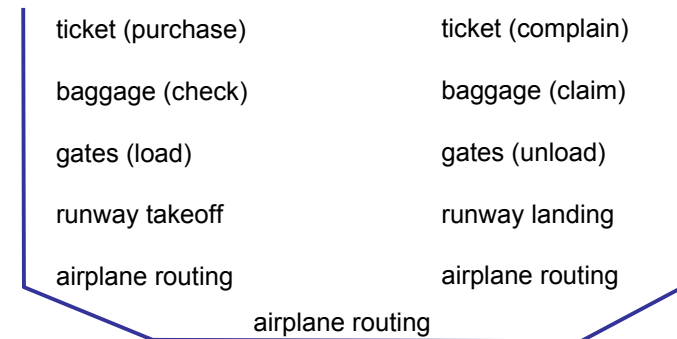 ticket (purchase)
ticket (complain)
baggage (check)
baggage (claim)
gates (load)
gates (unload)
runway takeoff
runway landing
airplane routing
airplane routing
airplane routing